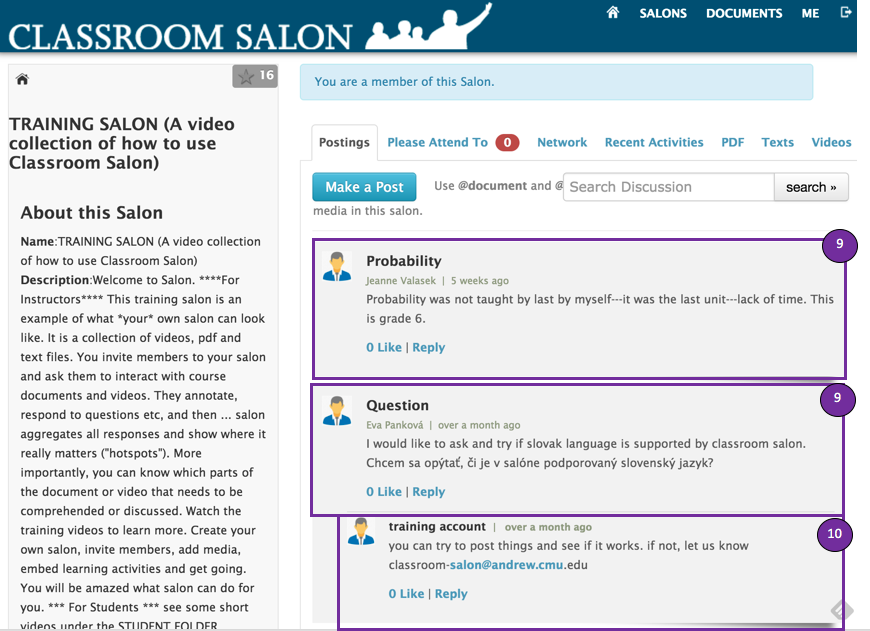 CLASSROOM SALON
SALONS DOCUMENTS ME
16
TRAINING SALON (A video
collection of how to use
Classroom Salon)
About this Salon
Name:TRAINING SALON (A video collection
of how to use Classroom Salon)
Description:Welcome to Salon. ****For
Instructors**** This training salon is an
example of what *your* own salon can look
like. It is a collection of videos, pdf and
text files. You invite members to your salon
and ask them to interact with course
documents and videos. They annotate,
respond to questions etc, and then ... salon
aggregates all responses and show where it
really matters ("hotspots"). More
importantly, you can know which parts of
the document or video that needs to be
comprehended or discussed. Watch the
training videos to learn more. Create your
own salon, invite members, add media,
embed learning activities and get going.
You will be amazed what salon can do for
you. *** For Students *** see some short
videos under the STUDENT FOLDER
You are a member of this Salon.
Postings Please Attend To 0 Network Recent Activities PDF Texts Videos
Make a Post Use @document and @ Search Discussion search »
media in this salon.
9
Probability
Jeanne Valasek | 5 weeks ago
Probability was not taught by last by myself---it was the last unit---lack of time. This
is grade 6.
0 Like | Reply
9
Question
Eva Panková | over a month ago
I would like to ask and try if slovak language is supported by classroom salon.
Chcem sa opýtať, či je v salóne podporovaný slovenský jazyk?
0 Like | Reply
10
training account | over a month ago
you can try to post things and see if it works. if not, let us know
classroom-salon@andrew.cmu.edu
0 Like | Reply